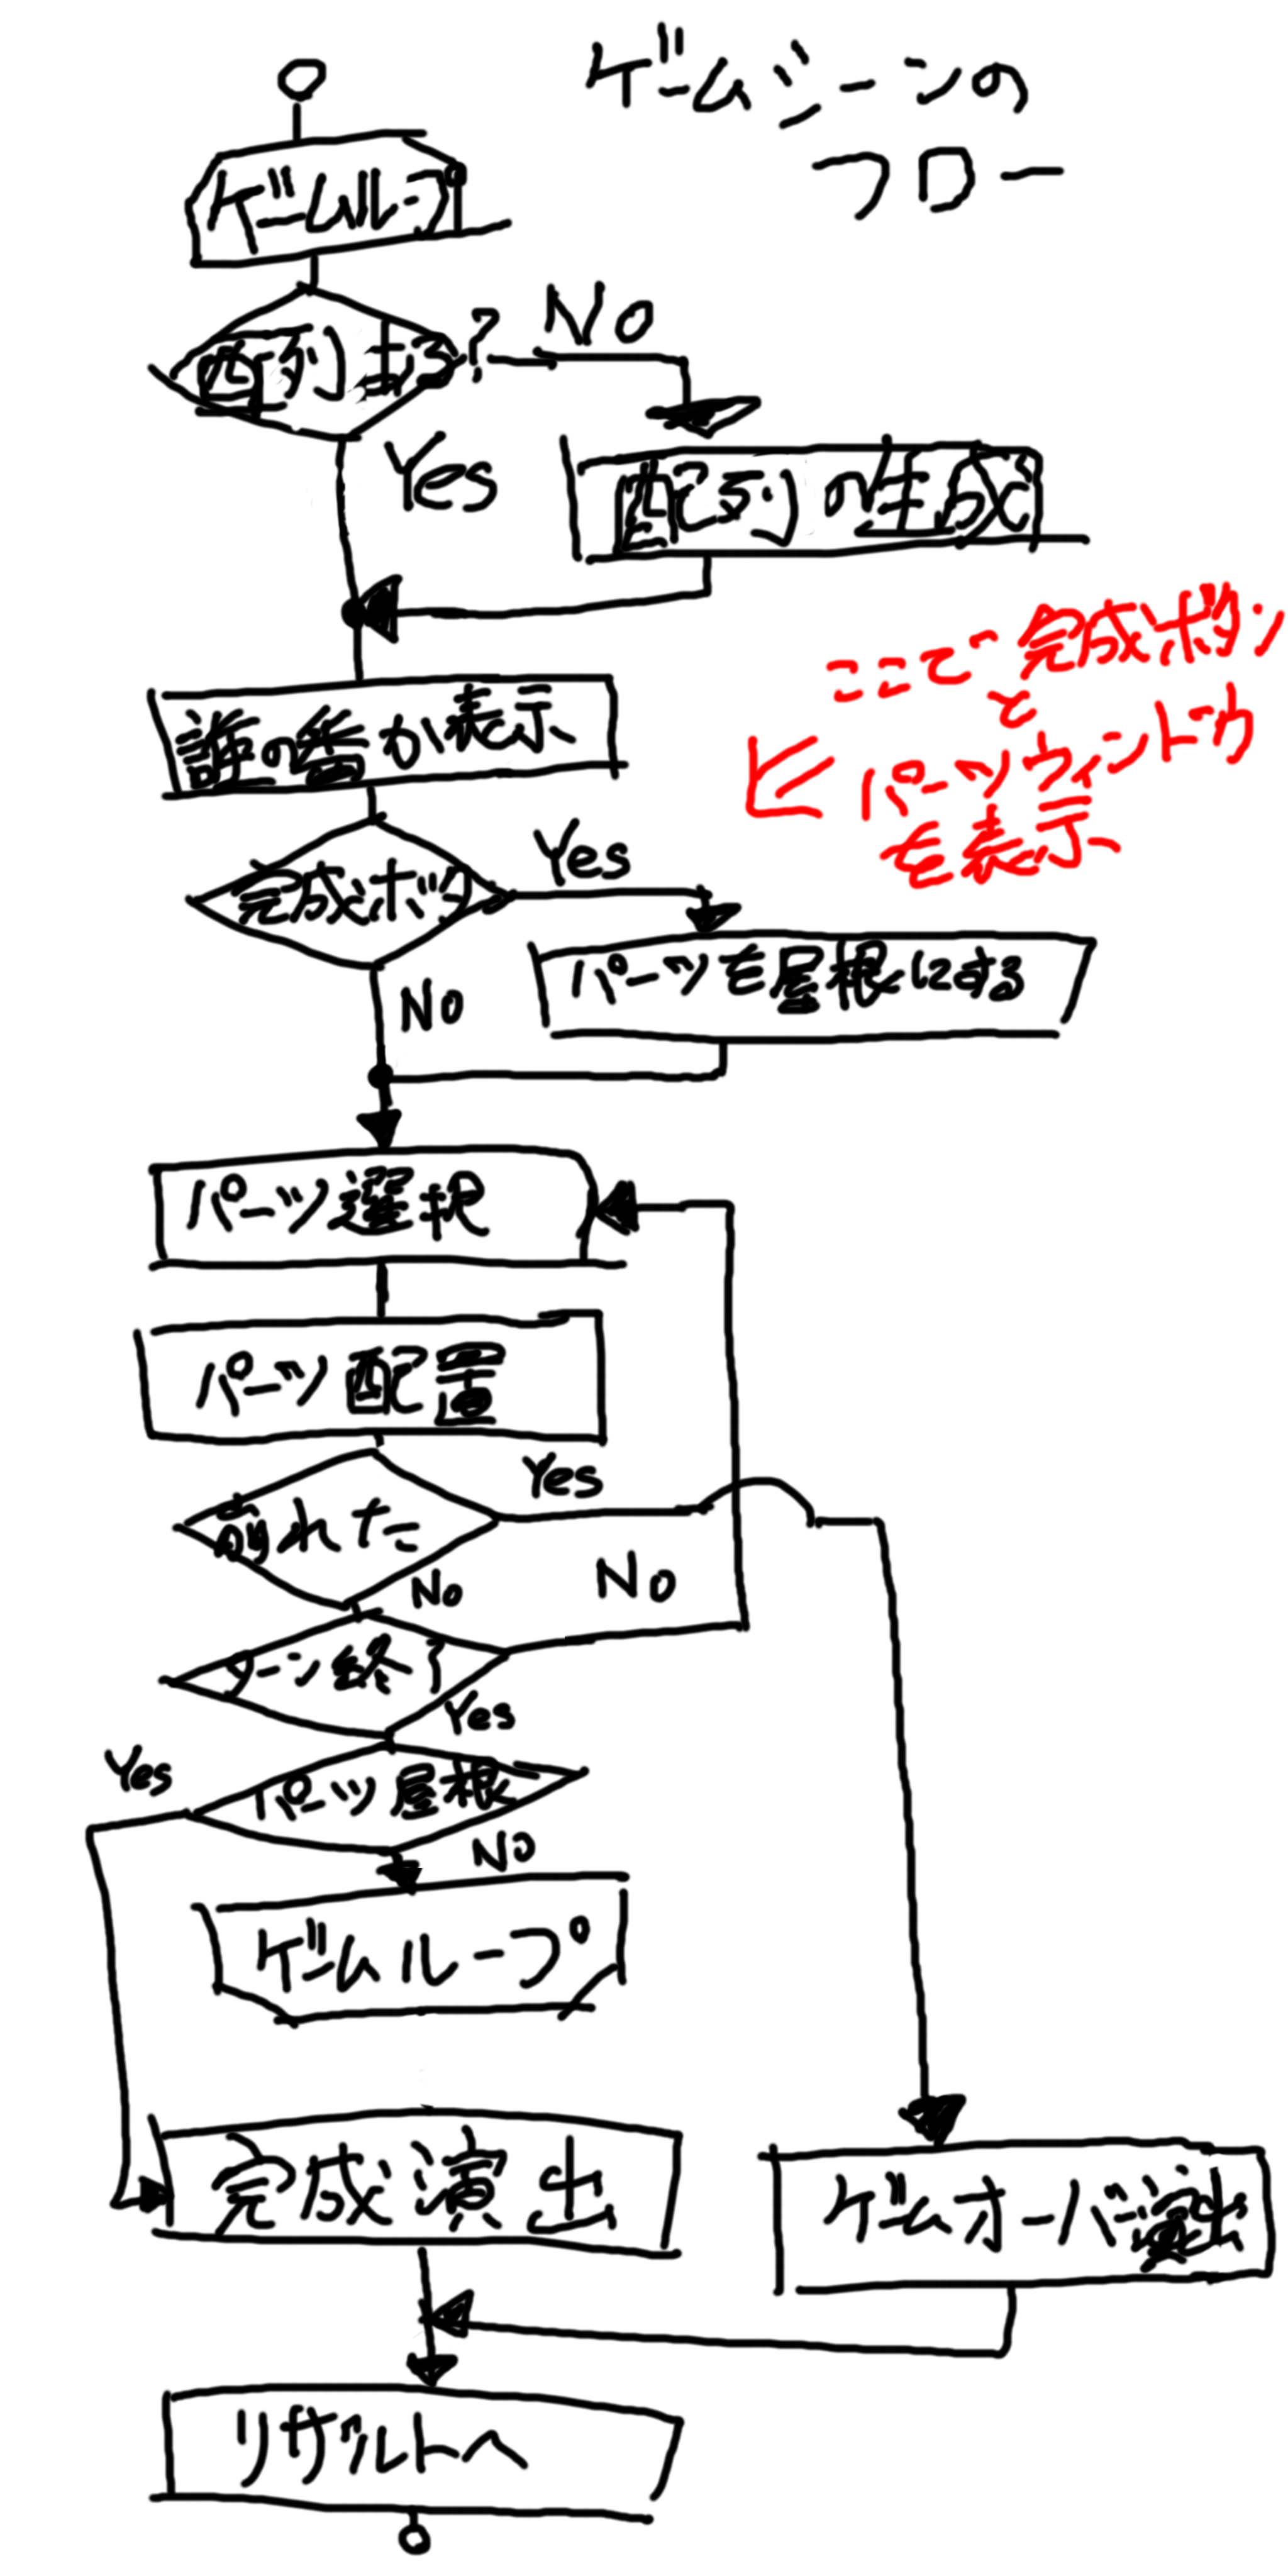 ゲームシーンの
フロー
ゲームループ
配列ある?
No
Yes
配列の生成
ここで完成ボタン
と
パーツウィンドウ
を表示
誰の番か表示
完成ボタン
Yes
No
パーツを屋根にする
パーツ選択
パーツ配置
Yes
崩れた
No
No
ターン終了
Yes
Yes
パーツ屋根
No
ゲームループ
完成演出
ゲームオーバー演出
リザルトへ